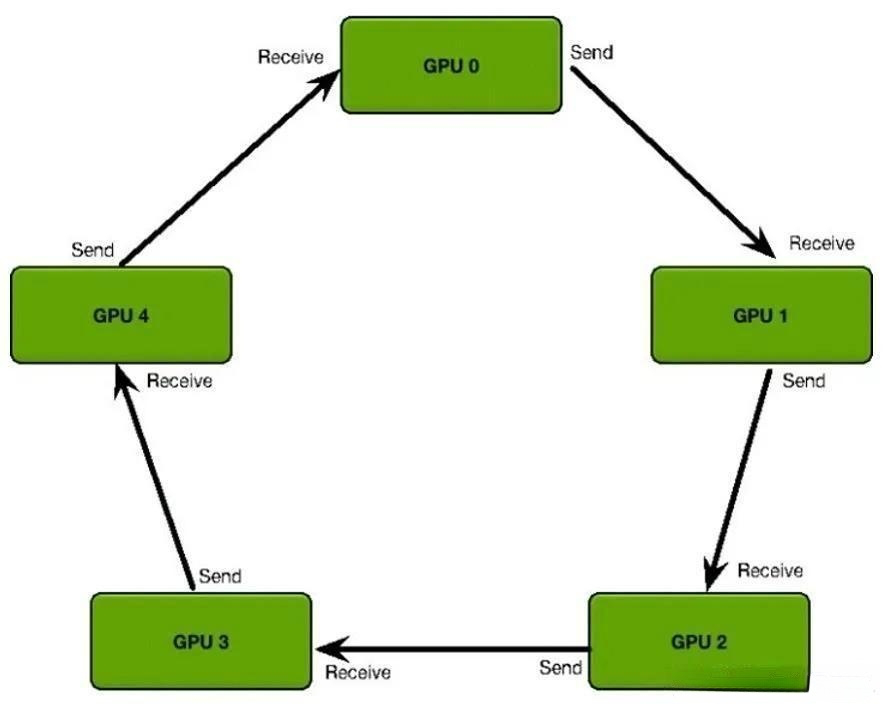 GPU 0
Receive
Send
Send
Receive
GPU 4
GPU 1
Receive
Send
Send
Receive
GPU 3
GPU 2
Receive
Send